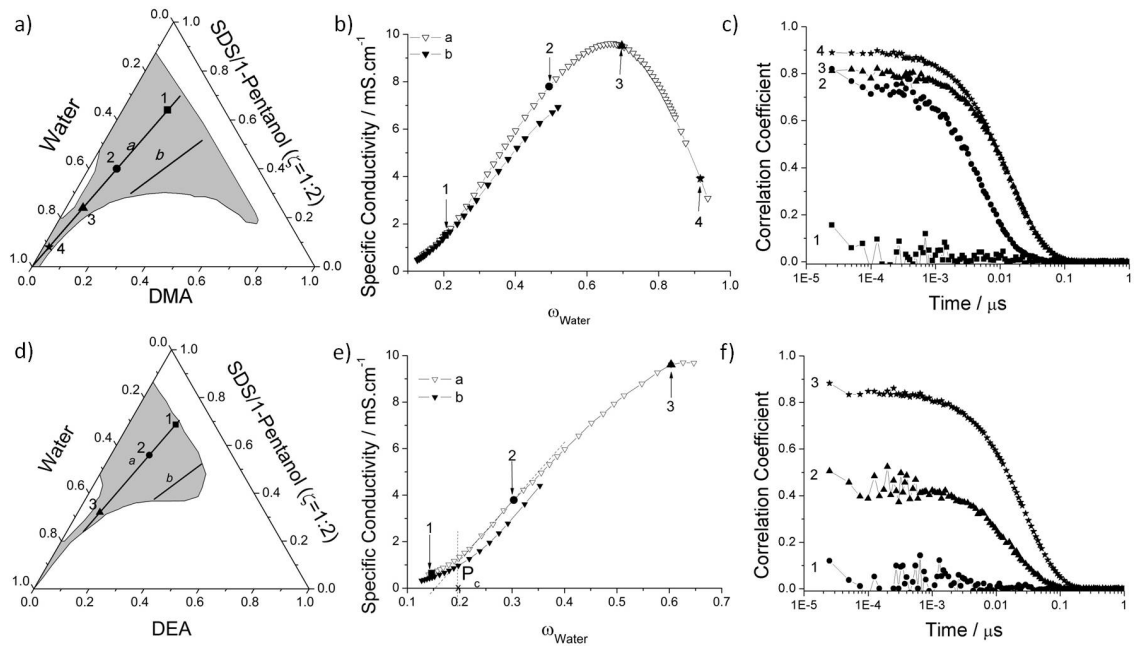 a)
0.0
1.0
0.2
0.8
0.4
0.6
0.6
0.4
0.8
0.2
1.0
0.0
0.0
0.2
0.4
0.6
0.8
1.0
Water
SDS/1-Pentanol (ζ=1:2)
DMA
1
2
a
b
3
4
b)
Specific Conductivity / mS.cm⁻¹
10
8
6
4
2
0
a
b
1
2
3
4
0.2
0.4
0.6
0.8
1.0
ω Water
c)
Correlation Coefficient
1.0
0.8
0.6
0.4
0.2
0.0
4
3
2
1
1E-5
1E-4
1E-3
0.01
0.1
1
Time / μs
d)
0.0
1.0
0.2
0.8
0.4
0.6
0.6
0.4
0.8
0.2
1.0
0.0
0.0
0.2
0.4
0.6
0.8
1.0
Water
SDS/1-Pentanol (ζ=1:2)
DEA
1
2
a
b
3
e)
Specific Conductivity / mS.cm⁻¹
10
8
6
4
2
0
a
b
1
2
3
Pc
0.1
0.2
0.3
0.4
0.5
0.6
0.7
ω Water
f)
Correlation Coefficient
1.0
0.8
0.6
0.4
0.2
0.0
3
2
1
1E-5
1E-4
1E-3
0.01
0.1
1
Time / μs